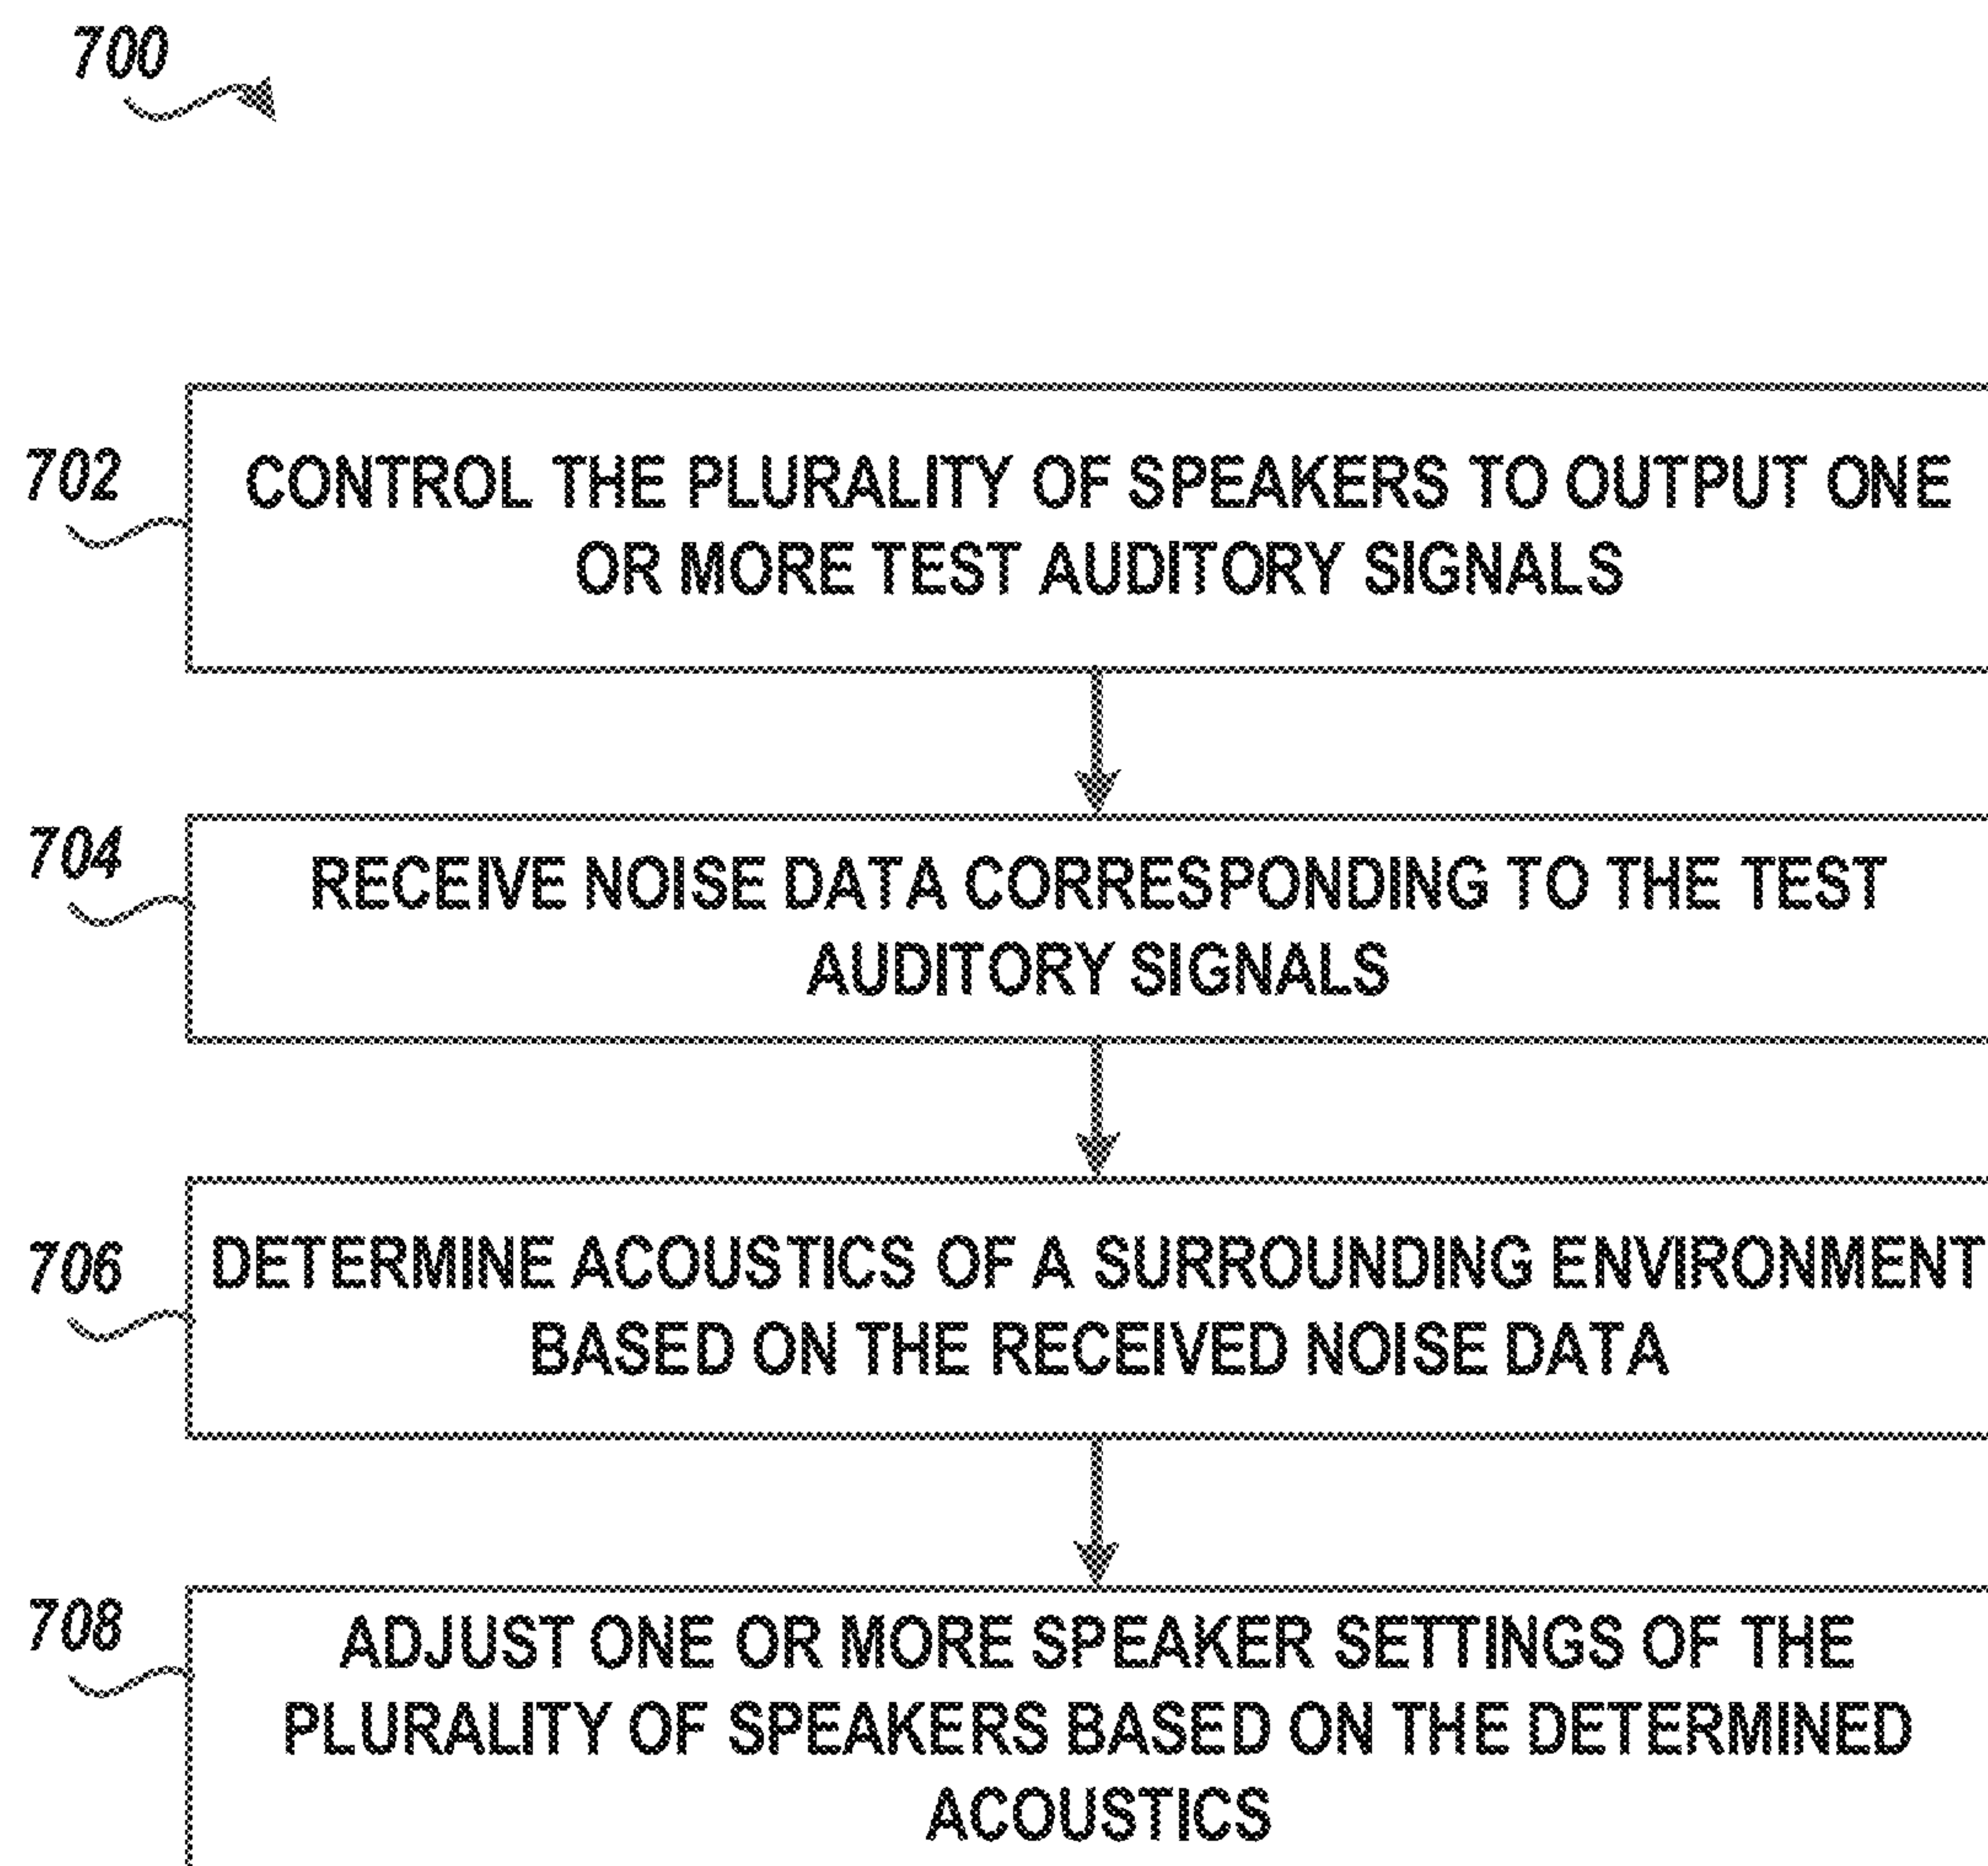 700
702
CONTROL THE PLURALITY OF SPEAKERS TO OUTPUT ONE
OR MORE TEST AUDITORY SIGNALS
704
RECEIVE NOISE DATA CORRESPONDING TO THE TEST
AUDITORY SIGNALS
706
DETERMINE ACOUSTICS OF A SURROUNDING ENVIRONMENT
BASED ON THE RECEIVED NOISE DATA
708
ADJUST ONE OR MORE SPEAKER SETTINGS OF THE
PLURALITY OF SPEAKERS BASED ON THE DETERMINED
ACOUSTICS